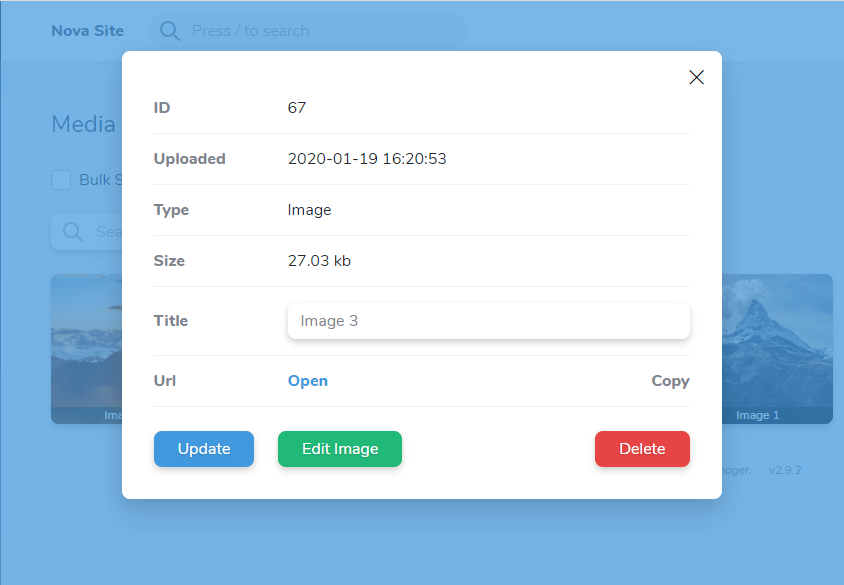 Nova Site
Press / to search
Media
Bulk S
Sea
ID 67
Uploaded 2020-01-19 16:20:53
Type Image
Size 27.03 kb
Title Image 3
Url Open Copy
Update Edit Image Delete
Ima
Image 1
v2.9.2